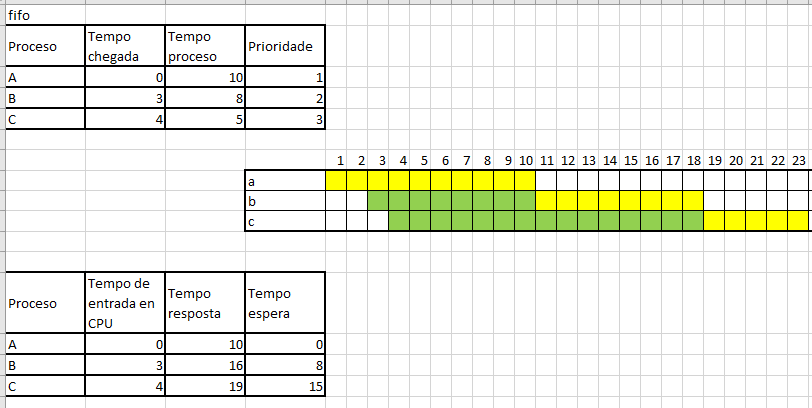 fifo
Proceso Tempo chegada Tempo proceso Prioridade
A 0 10 1
B 3 8 2
C 4 5 3
1 2 3 4 5 6 7 8 9 10 11 12 13 14 15 16 17 18 19 20 21 22 23
a
b
c
Proceso Tempo de entrada en CPU Tempo resposta Tempo espera
A 0 10 0
B 3 16 8
C 4 19 15